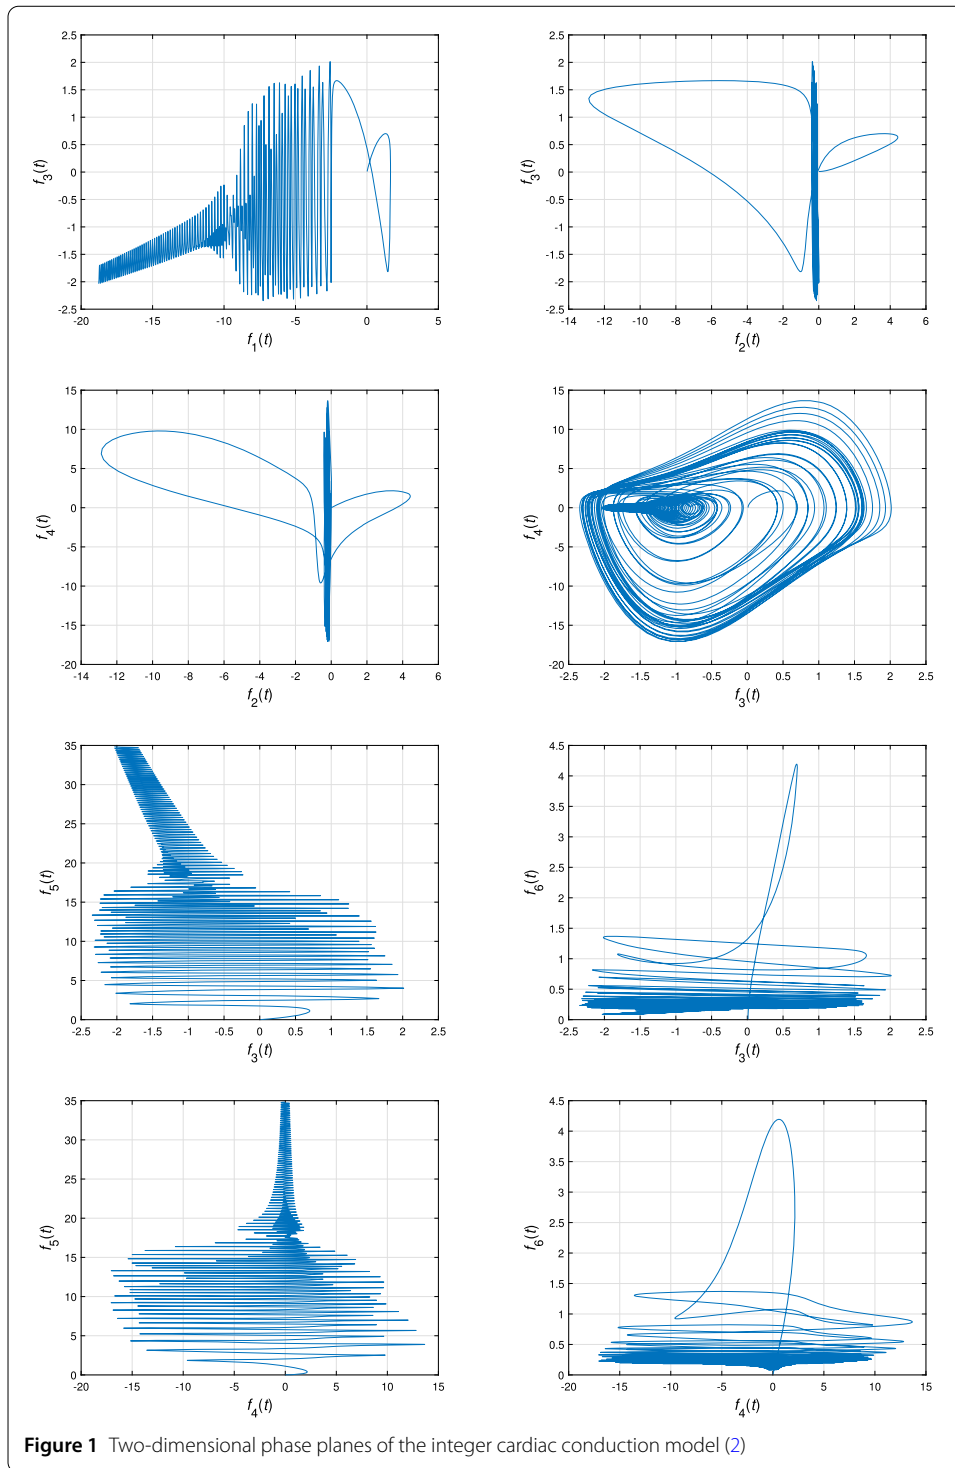 2.5
2
1.5
1
0.5
0
-0.5
-1
-1.5
-2
-2.5
f3(t)
-20 -15 -10 -5 0 5
f1(t)
2.5
2
1.5
1
0.5
0
-0.5
-1
-1.5
-2
-2.5
f3(t)
-14 -12 -10 -8 -6 -4 -2 0 2 4 6
f2(t)
15
10
5
0
-5
-10
-15
-20
f4(t)
-14 -12 -10 -8 -6 -4 -2 0 2 4 6
f2(t)
15
10
5
0
-5
-10
-15
-20
f4(t)
-2.5 -2 -1.5 -1 -0.5 0 0.5 1 1.5 2 2.5
f3(t)
35
30
25
20
15
10
5
0
f5(t)
-2.5 -2 -1.5 -1 -0.5 0 0.5 1 1.5 2 2.5
f3(t)
4.5
4
3.5
3
2.5
2
1.5
1
0.5
0
f6(t)
-2.5 -2 -1.5 -1 -0.5 0 0.5 1 1.5 2 2.5
f3(t)
35
30
25
20
15
10
5
0
f5(t)
-20 -15 -10 -5 0 5 10 15
f4(t)
4.5
4
3.5
3
2.5
2
1.5
1
0.5
0
f6(t)
-20 -15 -10 -5 0 5 10 15
f4(t)
Figure 1 Two-dimensional phase planes of the integer cardiac conduction model (2)